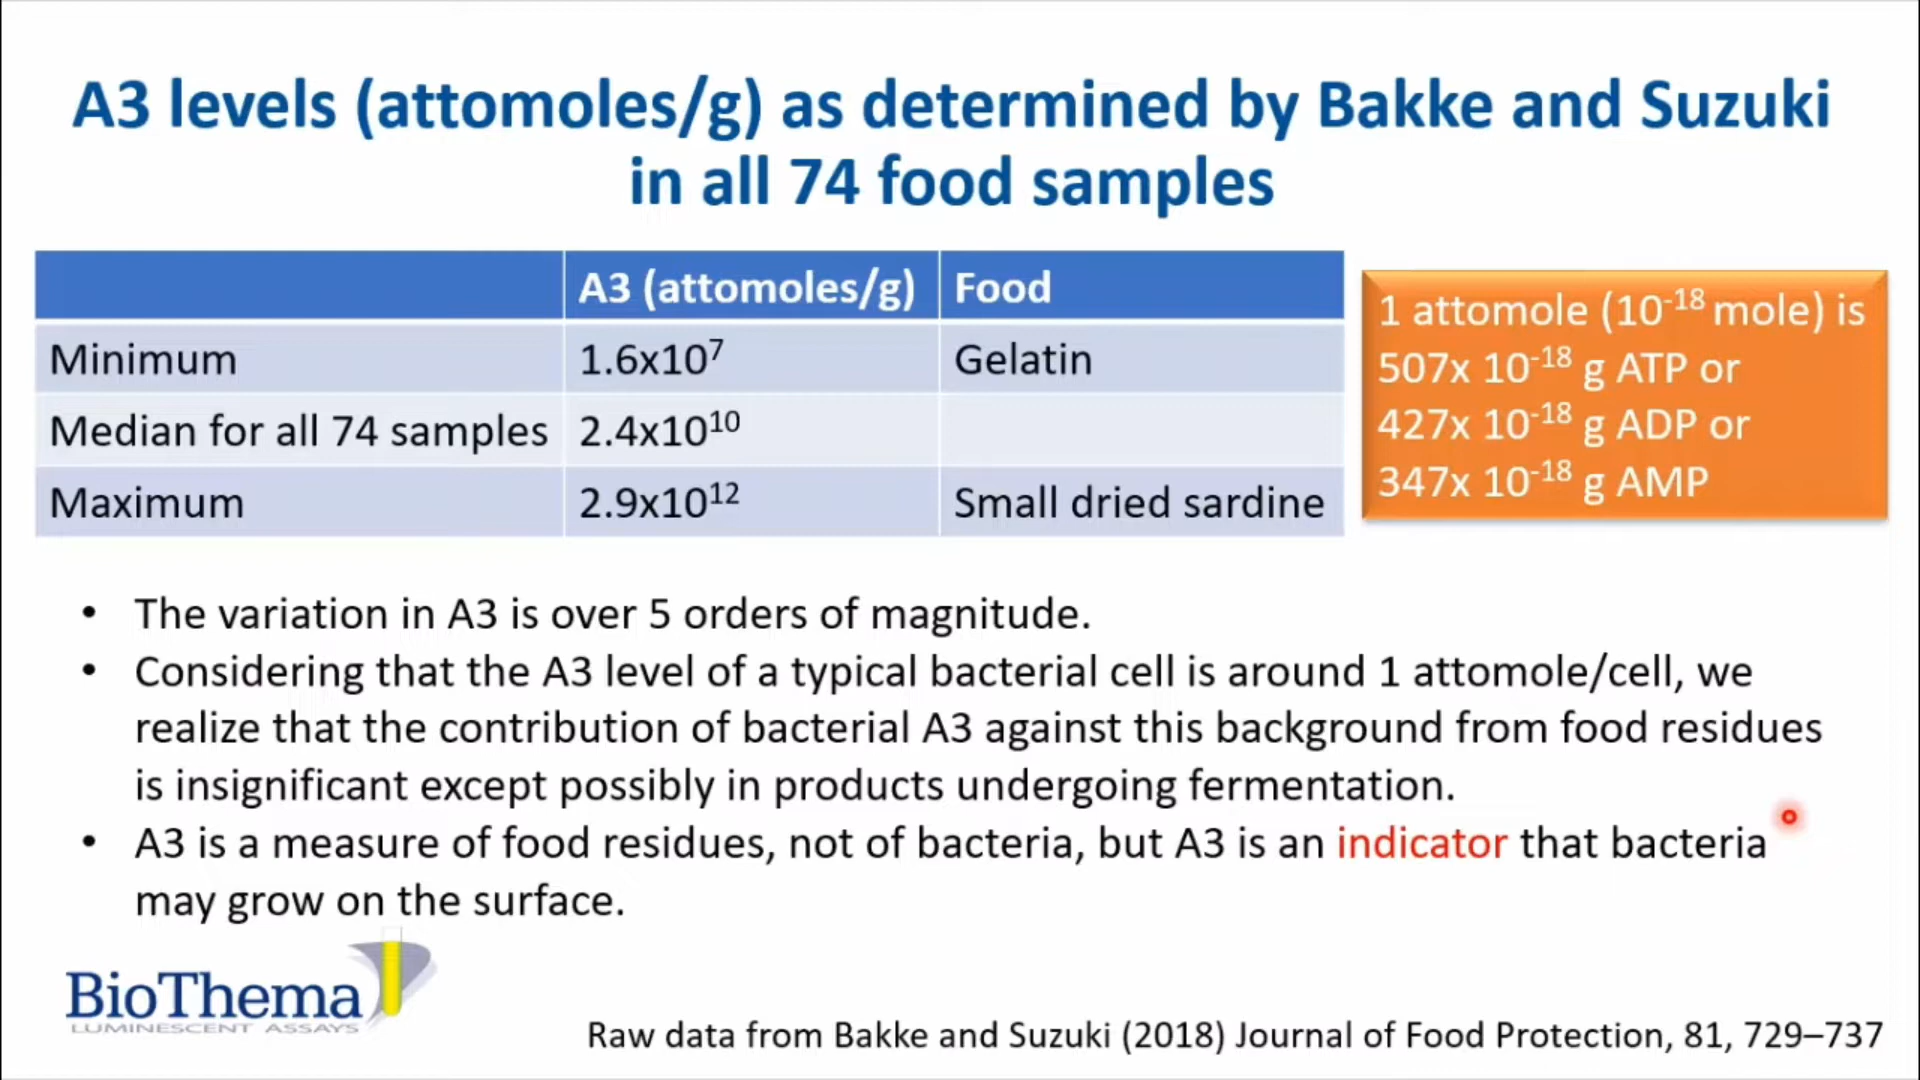 A3 levels (attomoles/g) as determined by Bakke and Suzuki
in all 74 food samples
A3 (attomoles/g) Food
Minimum 1.6x10⁷ Gelatin
Median for all 74 samples 2.4x10¹⁰
Maximum 2.9x10¹² Small dried sardine
1 attomole (10⁻¹⁸ mole) is
507x 10⁻¹⁸ g ATP or
427x 10⁻¹⁸ g ADP or
347x 10⁻¹⁸ g AMP
• The variation in A3 is over 5 orders of magnitude.
• Considering that the A3 level of a typical bacterial cell is around 1 attomole/cell, we
realize that the contribution of bacterial A3 against this background from food residues
is insignificant except possibly in products undergoing fermentation.
• A3 is a measure of food residues, not of bacteria, but A3 is an indicator that bacteria
may grow on the surface.
BioThema
LUMINESCENT ASSAYS
Raw data from Bakke and Suzuki (2018) Journal of Food Protection, 81, 729–737